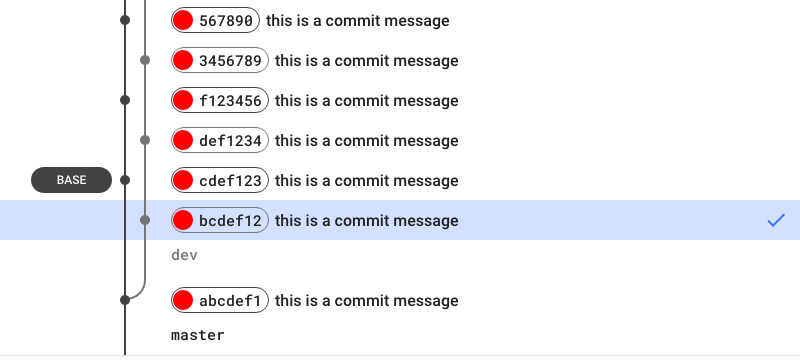 567890 this is a commit message
3456789 this is a commit message
f123456 this is a commit message
def1234 this is a commit message
BASE cdef123 this is a commit message
bcdef12 this is a commit message
dev
abcdef1 this is a commit message
master